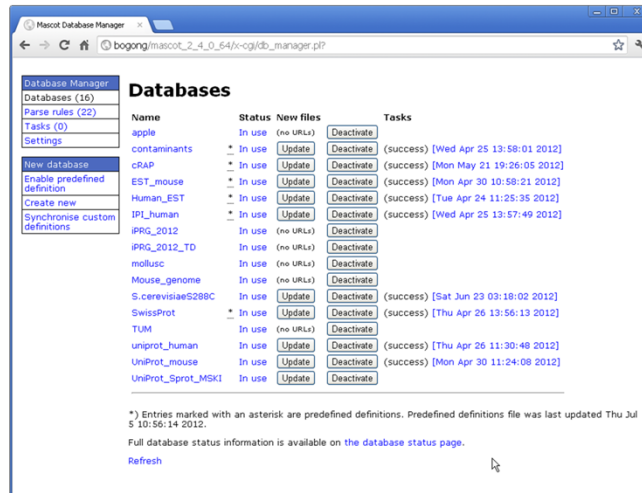 Mascot Database Manager
bogong/mascot_2_4_0_64/x-cgi/db_manager.pl?
Database Manager
Databases (16)
Parse rules (22)
Tasks (0)
Settings
New database
Enable predefined
definition
Create new
Synchronise custom
definitions
Databases
Name Status New files Tasks
apple In use (no URLs) Deactivate
contaminants * In use Update Deactivate (success) [Wed Apr 25 13:58:01 2012]
cRAP * In use Update Deactivate (success) [Mon May 21 19:26:05 2012]
EST_mouse * In use Update Deactivate (success) [Mon Apr 30 10:58:21 2012]
Human_EST * In use Update Deactivate (success) [Tue Apr 24 11:25:35 2012]
IPI_human * In use Update Deactivate (success) [Wed Apr 25 13:57:49 2012]
iPRG_2012 In use (no URLs) Deactivate
iPRG_2012_TD In use (no URLs) Deactivate
mollusc In use (no URLs) Deactivate
Mouse_genome In use (no URLs) Deactivate
S.cerevisiaeS288C In use Update Deactivate (success) [Sat Jun 23 03:18:02 2012]
SwissProt * In use Update Deactivate (success) [Thu Apr 26 13:56:13 2012]
TUM In use (no URLs) Deactivate
uniprot_human In use Update Deactivate (success) [Thu Apr 26 11:30:48 2012]
UniProt_mouse In use Update Deactivate (success) [Mon Apr 30 11:24:08 2012]
UniProt_Sprot_MSKI In use Update Deactivate
*) Entries marked with an asterisk are predefined definitions. Predefined definitions file was last updated Thu Jul
5 10:56:14 2012.
Full database status information is available on the database status page.
Refresh